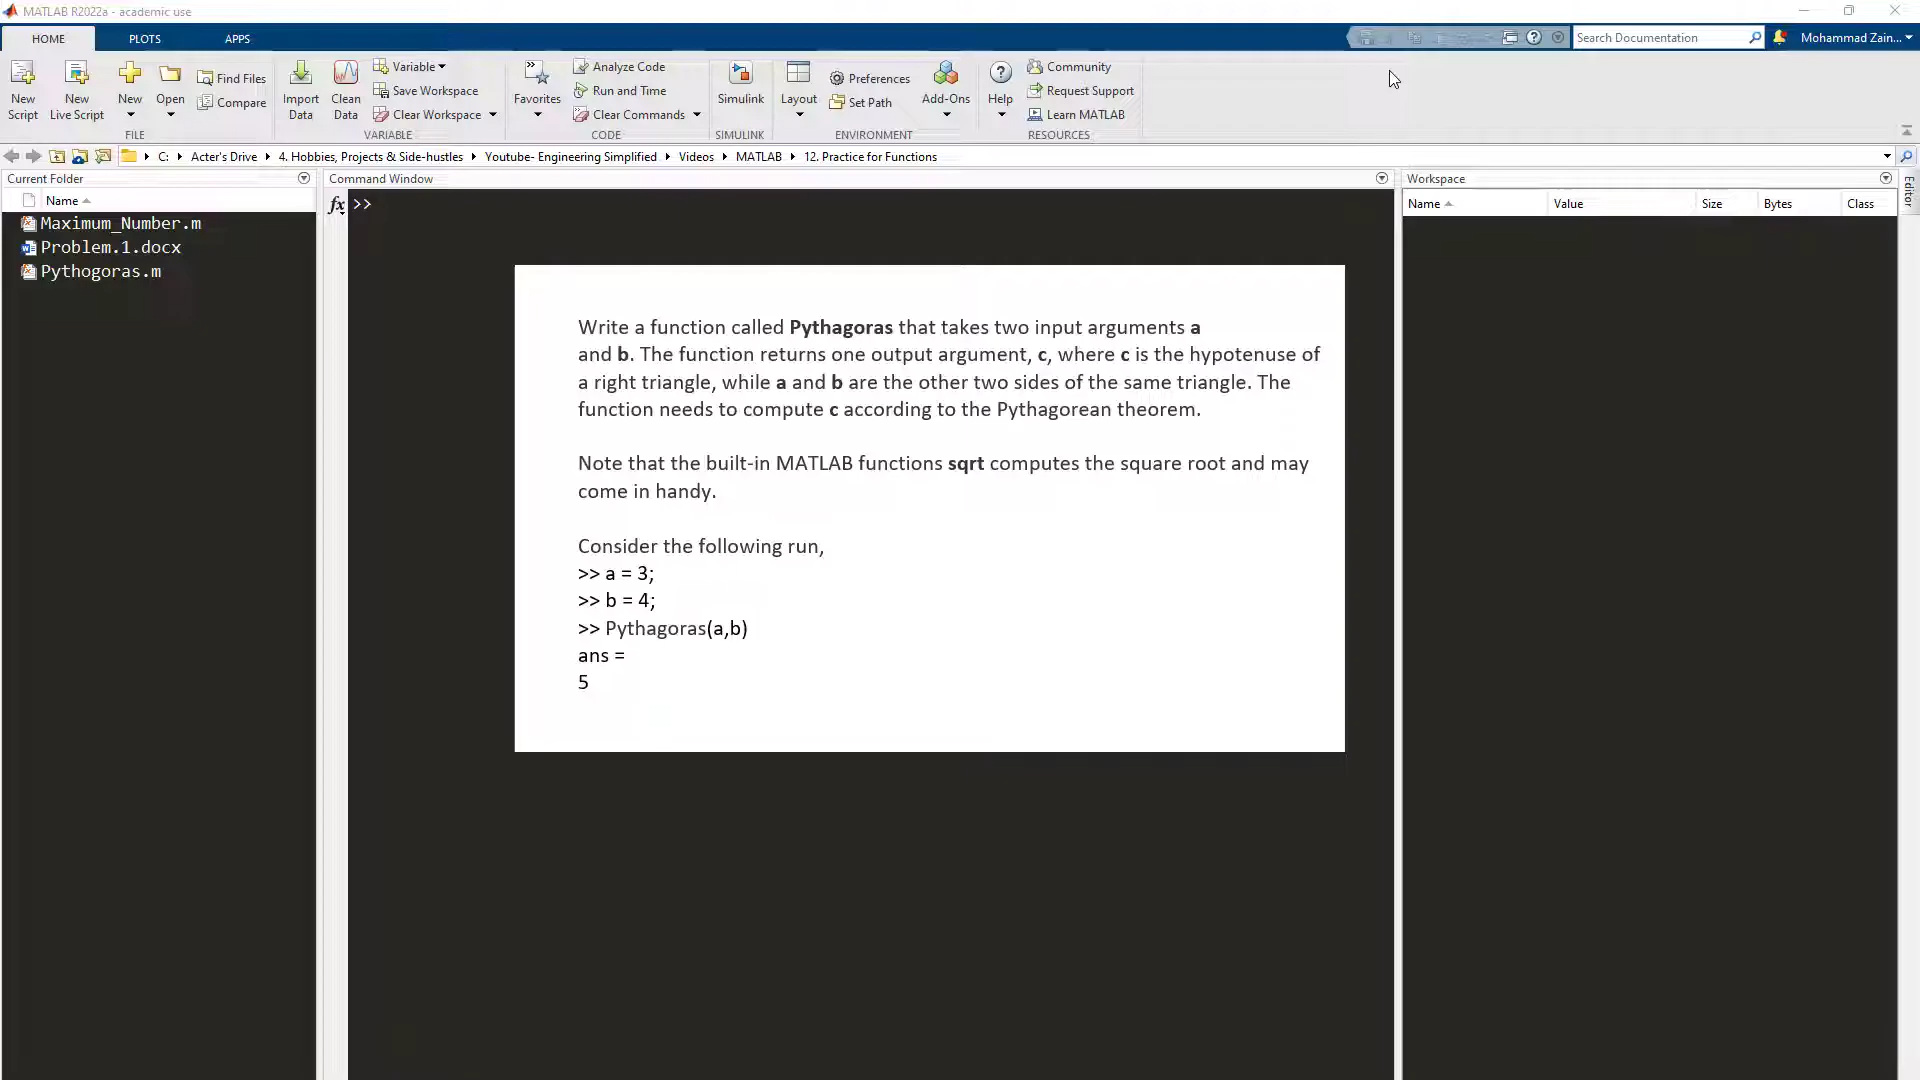 MATLAB R2022a - academic use
HOME PLOTS APPS
Search Documentation
Mohammad Zain...
New Script
New Live Script
New
Open
Find Files
Compare
FILE
Import Data
Clean Data
Variable
Save Workspace
Clear Workspace
VARIABLE
Favorites
Analyze Code
Run and Time
Clear Commands
CODE
Simulink
SIMULINK
Layout
Preferences
Set Path
Add-Ons
ENVIRONMENT
Help
Community
Request Support
Learn MATLAB
RESOURCES
C: Acter's Drive 4. Hobbies, Projects & Side-hustles Youtube- Engineering Simplified Videos MATLAB 12. Practice for Functions
Current Folder
Name
Maximum_Number.m
Problem.1.docx
Pythogoras.m
Command Window
fx >>
Write a function called Pythagoras that takes two input arguments a
and b. The function returns one output argument, c, where c is the hypotenuse of
a right triangle, while a and b are the other two sides of the same triangle. The
function needs to compute c according to the Pythagorean theorem.
Note that the built-in MATLAB functions sqrt computes the square root and may
come in handy.
Consider the following run,
>> a = 3;
>> b = 4;
>> Pythagoras(a,b)
ans =
5
Workspace
Name Value Size Bytes Class
Editor